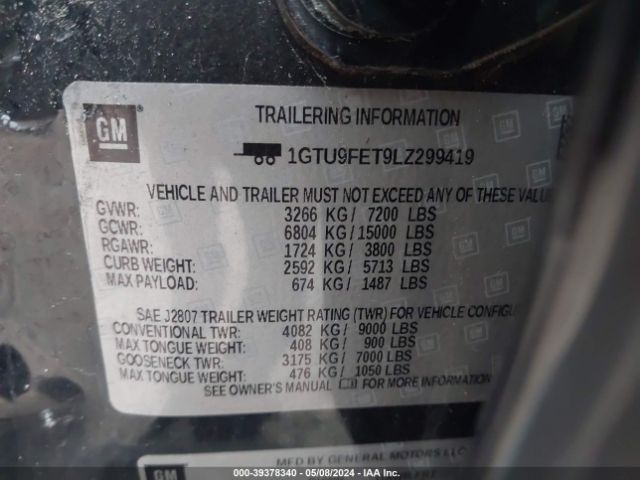 GM
TRAILERING INFORMATION
1GTU9FET9LZ299419
VEHICLE AND TRAILER MUST NOT EXCEED ANY OF THESE VALUE
GVWR: 3266 KG / 7200 LBS
GCWR: 6804 KG / 15000 LBS
RGAWR: 1724 KG / 3800 LBS
CURB WEIGHT: 2592 KG / 5713 LBS
MAX PAYLOAD: 674 KG / 1487 LBS
SAE J2807 TRAILER WEIGHT RATING (TWR) FOR VEHICLE CONFIGU
CONVENTIONAL TWR: 4082 KG / 9000 LBS
MAX TONGUE WEIGHT: 408 KG / 900 LBS
GOOSENECK TWR: 3175 KG / 7000 LBS
MAX TONGUE WEIGHT: 476 KG / 1050 LBS
SEE OWNER'S MANUAL FOR MORE INFORMATION
GM
MFD BY GENERAL MOTORS LLC
000-39378340 - 05/08/2024 - IAA Inc.